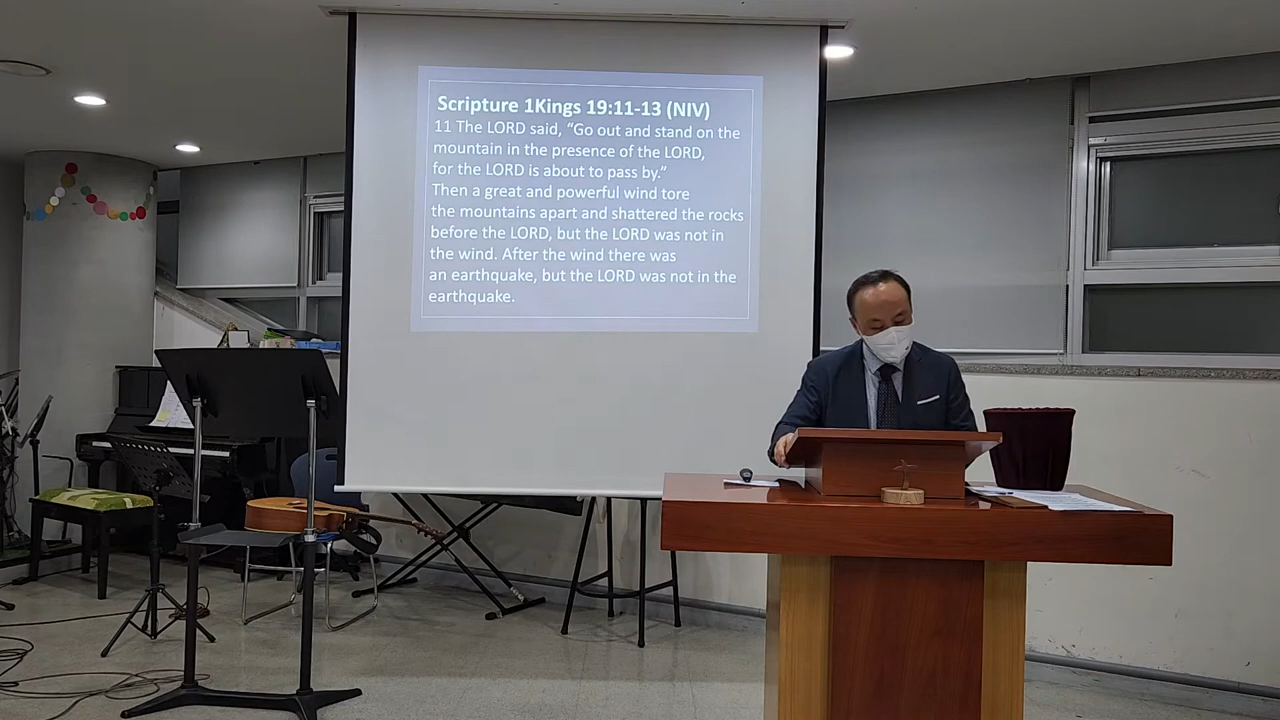 Scripture 1Kings 19:11-13 (NIV)
11 The LORD said, “Go out and stand on the
mountain in the presence of the LORD,
for the LORD is about to pass by.”
Then a great and powerful wind tore
the mountains apart and shattered the rocks
before the LORD, but the LORD was not in
the wind. After the wind there was
an earthquake, but the LORD was not in the
earthquake.